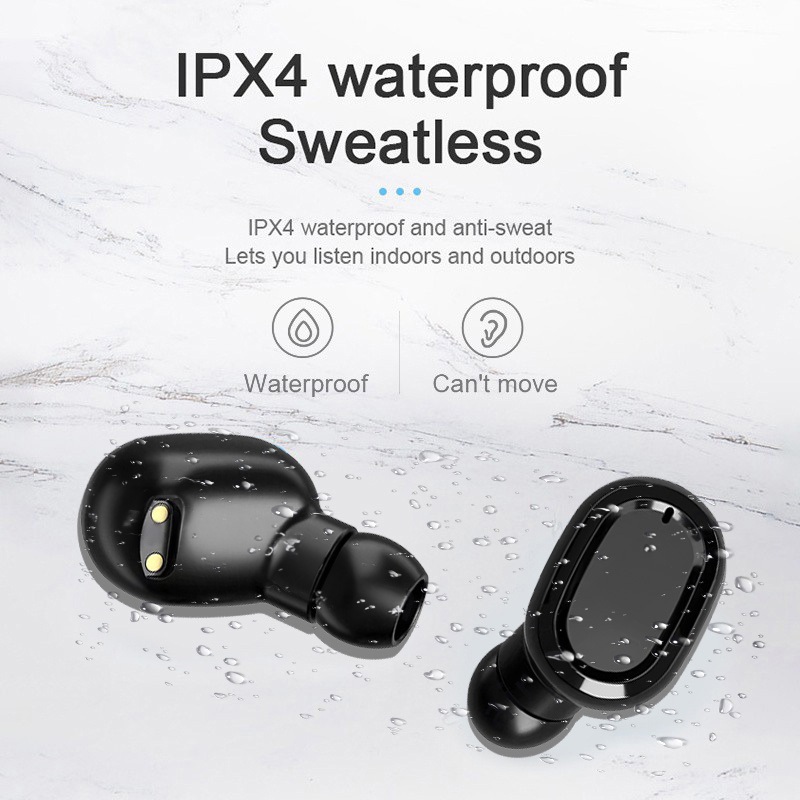 IPX4 waterproof
Sweatless
IPX4 waterproof and anti-sweat
Lets you listen indoors and outdoors
Waterproof
Can't move